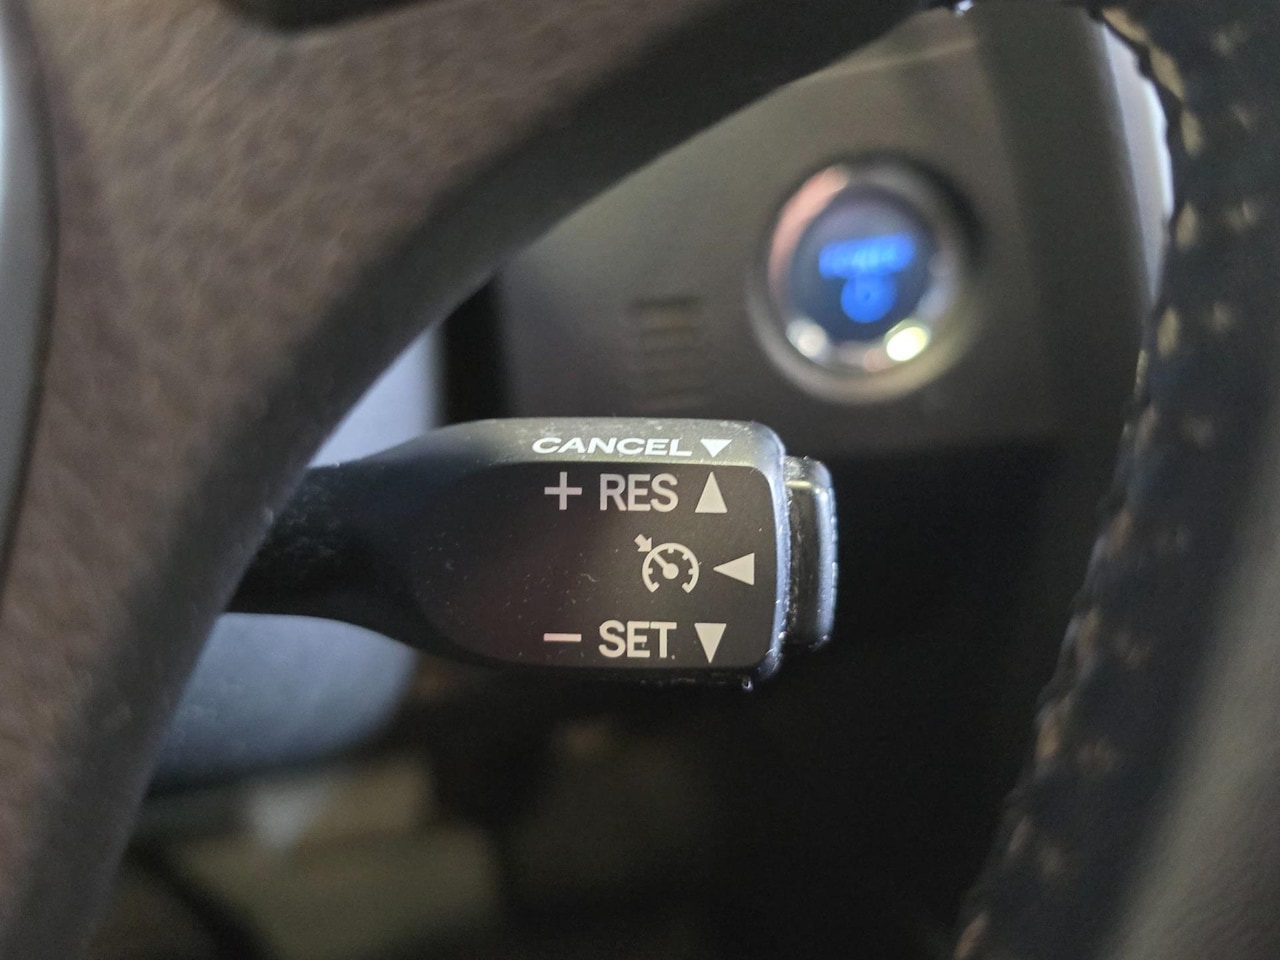 CANCEL ▼
+ RES ▲
◀
− SET ▼